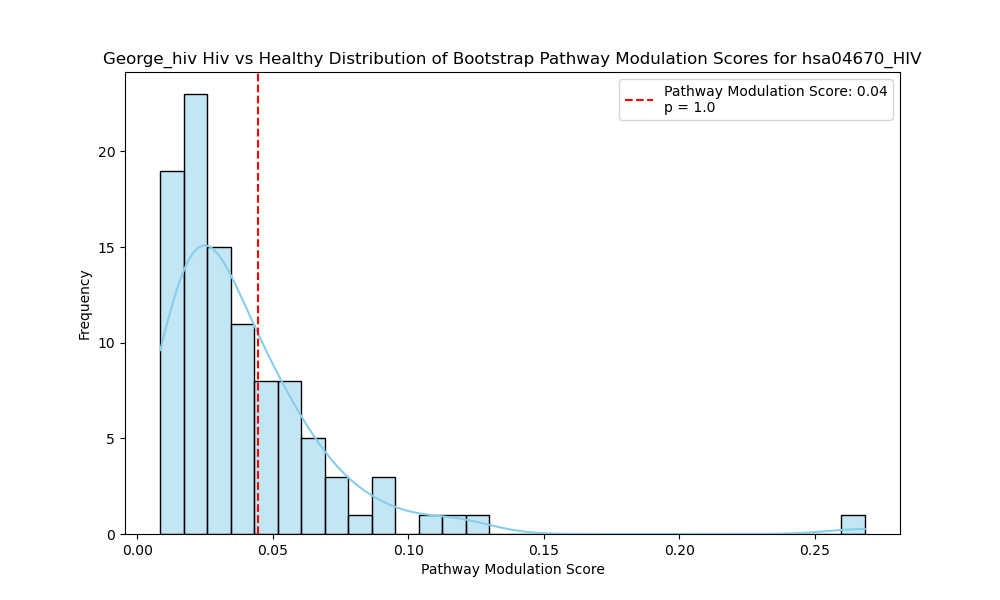 George_hiv Hiv vs Healthy Distribution of Bootstrap Pathway Modulation Scores for hsa04670_HIV
Pathway Modulation Score: 0.04
p = 1.0
20
15
10
5
0
Frequency
0.00 0.05 0.10 0.15 0.20 0.25
Pathway Modulation Score